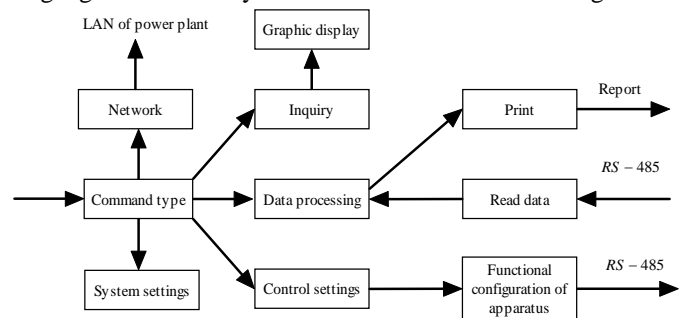 LAN of power plant
Graphic display
Network
Inquiry
Print
Report
Command type
Data processing
Read data
RS - 485
System settings
Control settings
Functional
configuration of
apparatus
RS - 485